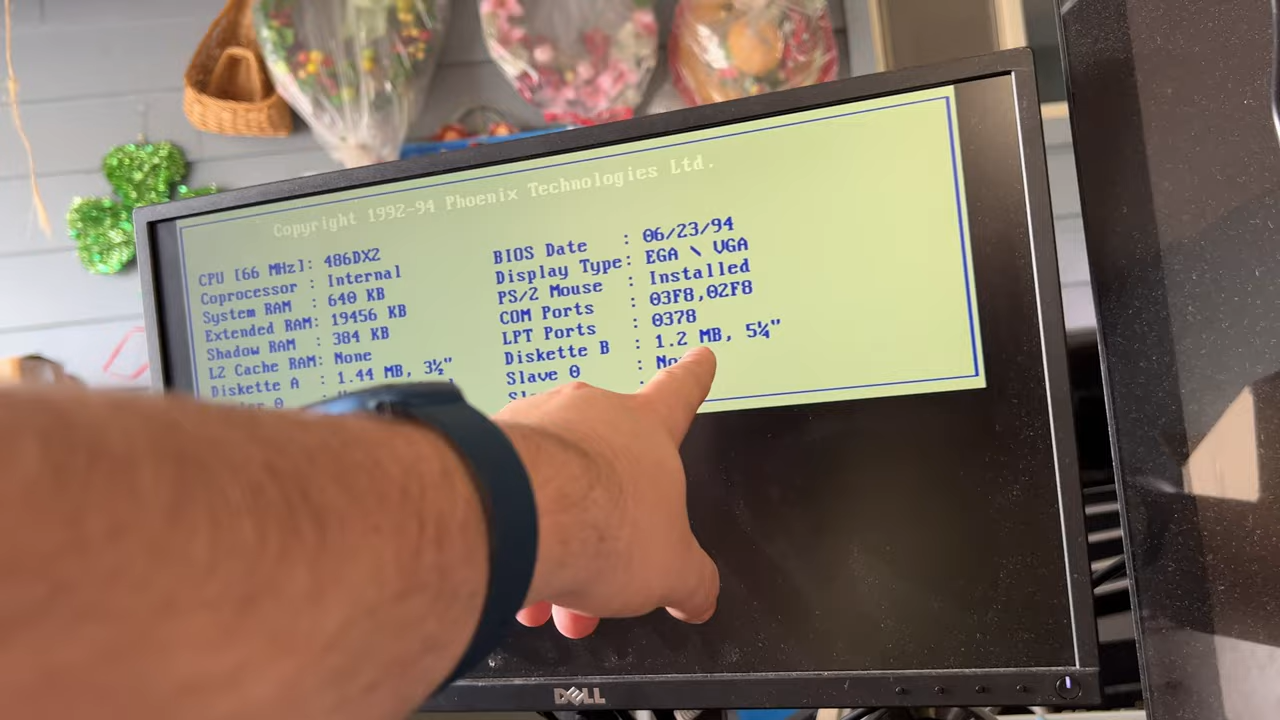 Copyright 1992-94 Phoenix Technologies Ltd.
CPU [66 MHz]: 486DX2
Coprocessor : Internal
System RAM : 640 KB
Extended RAM: 19456 KB
Shadow RAM : 384 KB
L2 Cache RAM: None
Diskette A : 1.44 MB, 3½"
BIOS Date : 06/23/94
Display Type: EGA \ VGA
PS/2 Mouse : Installed
COM Ports : 03F8,02F8
LPT Ports : 0378
Diskette B : 1.2 MB, 5¼"
Slave 0 :
DELL